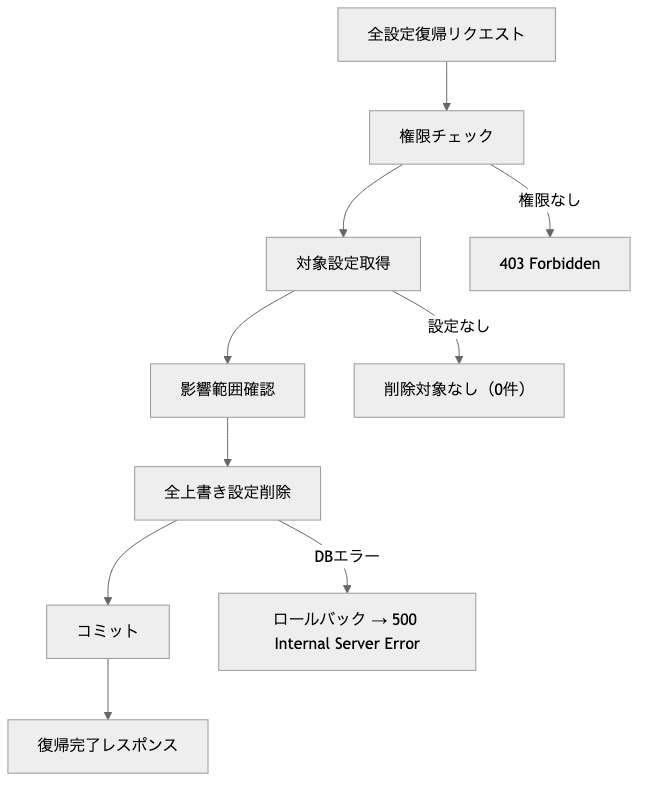 全設定復帰リクエスト
権限チェック
権限なし
対象設定取得
403 Forbidden
設定なし
影響範囲確認
削除対象なし（0件）
全上書き設定削除
DBエラー
コミット
ロールバック → 500
Internal Server Error
復帰完了レスポンス